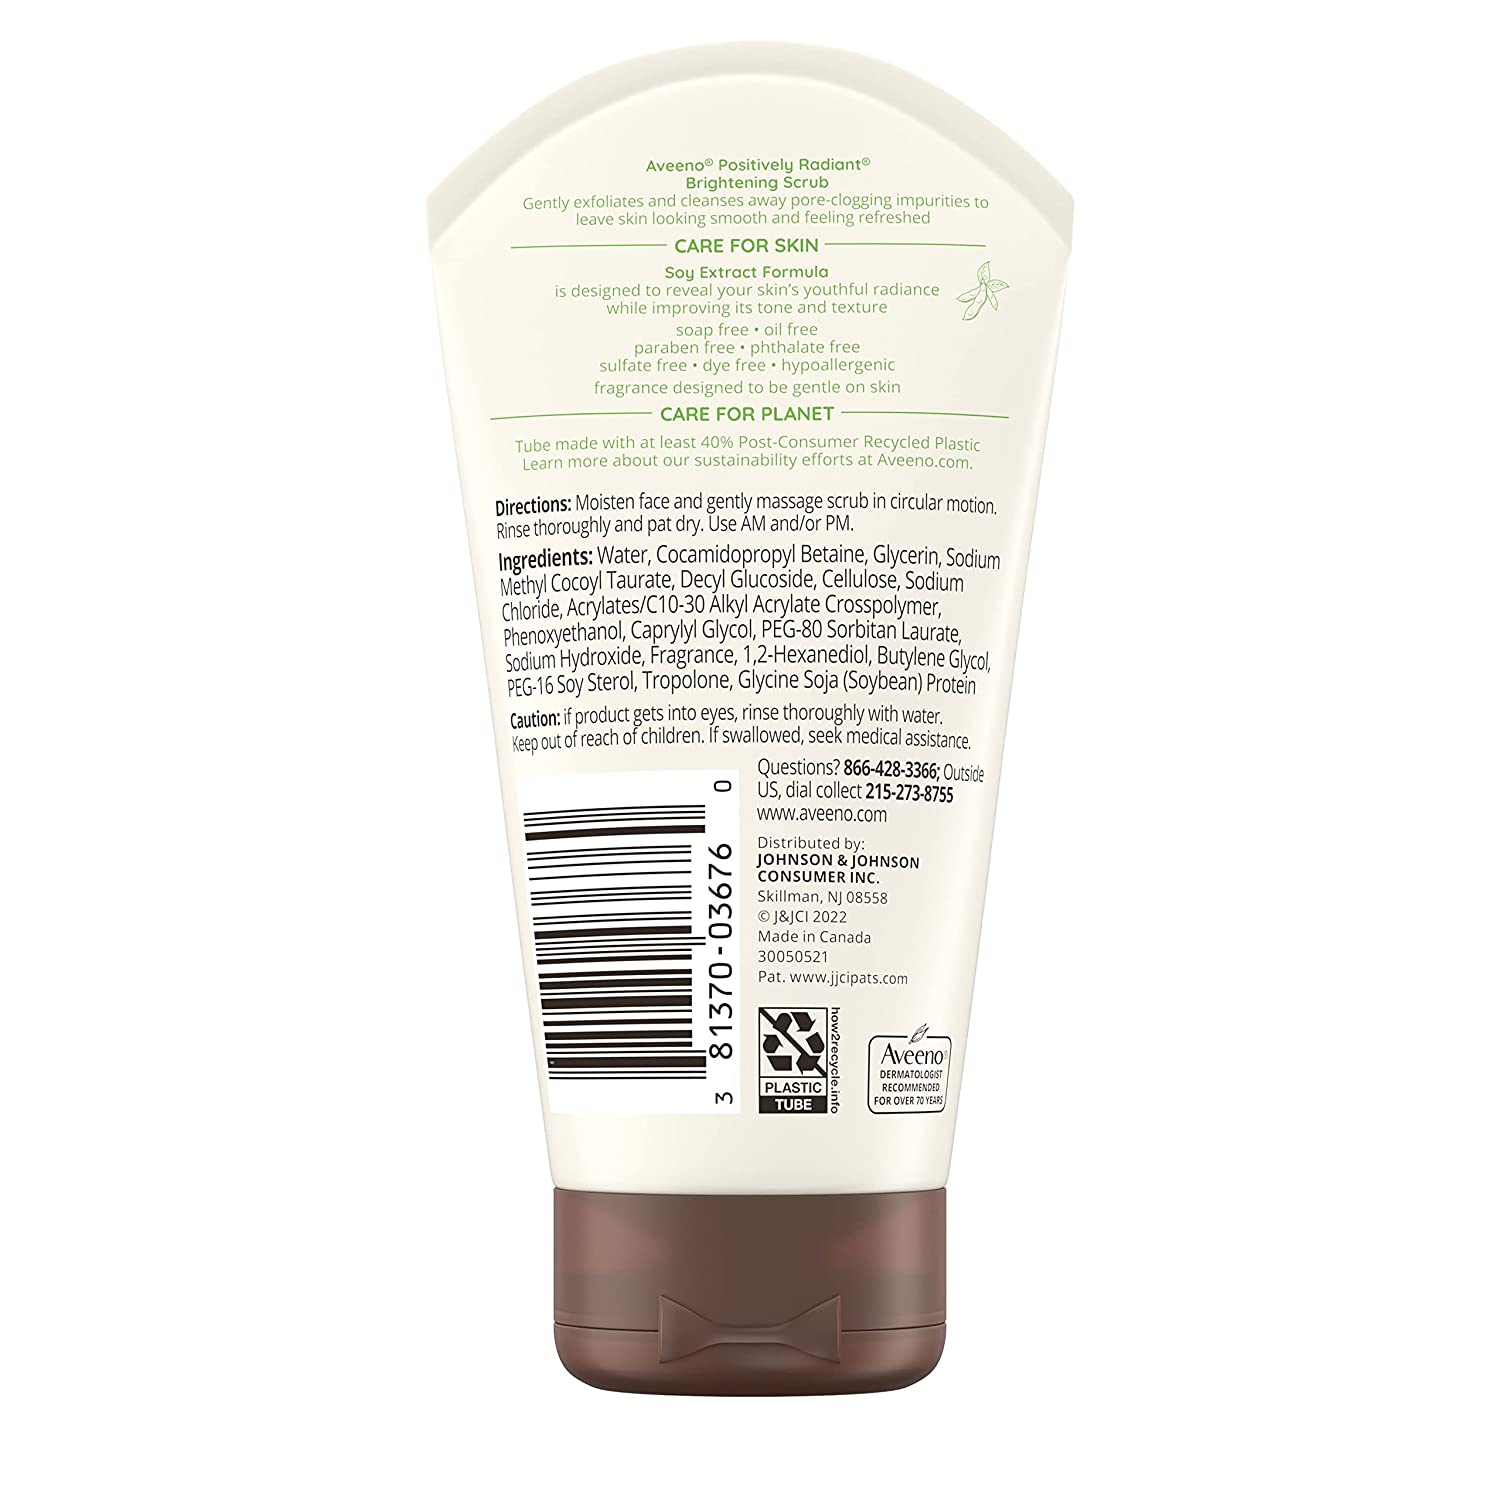 Aveeno® Positively Radiant®
Brightening Scrub
Gently exfoliates and cleanses away pore-clogging impurities to
leave skin looking smooth and feeling refreshed
CARE FOR SKIN
Soy Extract Formula
is designed to reveal your skin's youthful radiance
while improving its tone and texture
soap free • oil free
paraben free • phthalate free
sulfate free • dye free • hypoallergenic
fragrance designed to be gentle on skin
CARE FOR PLANET
Tube made with at least 40% Post-Consumer Recycled Plastic
Learn more about our sustainability efforts at Aveeno.com.
Directions: Moisten face and gently massage scrub in circular motion.
Rinse thoroughly and pat dry. Use AM and/or PM.
Ingredients: Water, Cocamidopropyl Betaine, Glycerin, Sodium
Methyl Cocoyl Taurate, Decyl Glucoside, Cellulose, Sodium
Chloride, Acrylates/C10-30 Alkyl Acrylate Crosspolymer,
Phenoxyethanol, Caprylyl Glycol, PEG-80 Sorbitan Laurate,
Sodium Hydroxide, Fragrance, 1,2-Hexanediol, Butylene Glycol,
PEG-16 Soy Sterol, Tropolone, Glycine Soja (Soybean) Protein
Caution: if product gets into eyes, rinse thoroughly with water.
Keep out of reach of children. If swallowed, seek medical assistance.
Questions? 866-428-3366; Outside
US, dial collect 215-273-8755
www.aveeno.com
Distributed by:
JOHNSON & JOHNSON
CONSUMER INC.
Skillman, NJ 08558
© J&JCI 2022
Made in Canada
30050521
Pat. www.jjcipats.com
3 81370-03676 0
PLASTIC
TUBE
how2recycle.info
Aveeno®
DERMATOLOGIST
RECOMMENDED
FOR OVER 70 YEARS